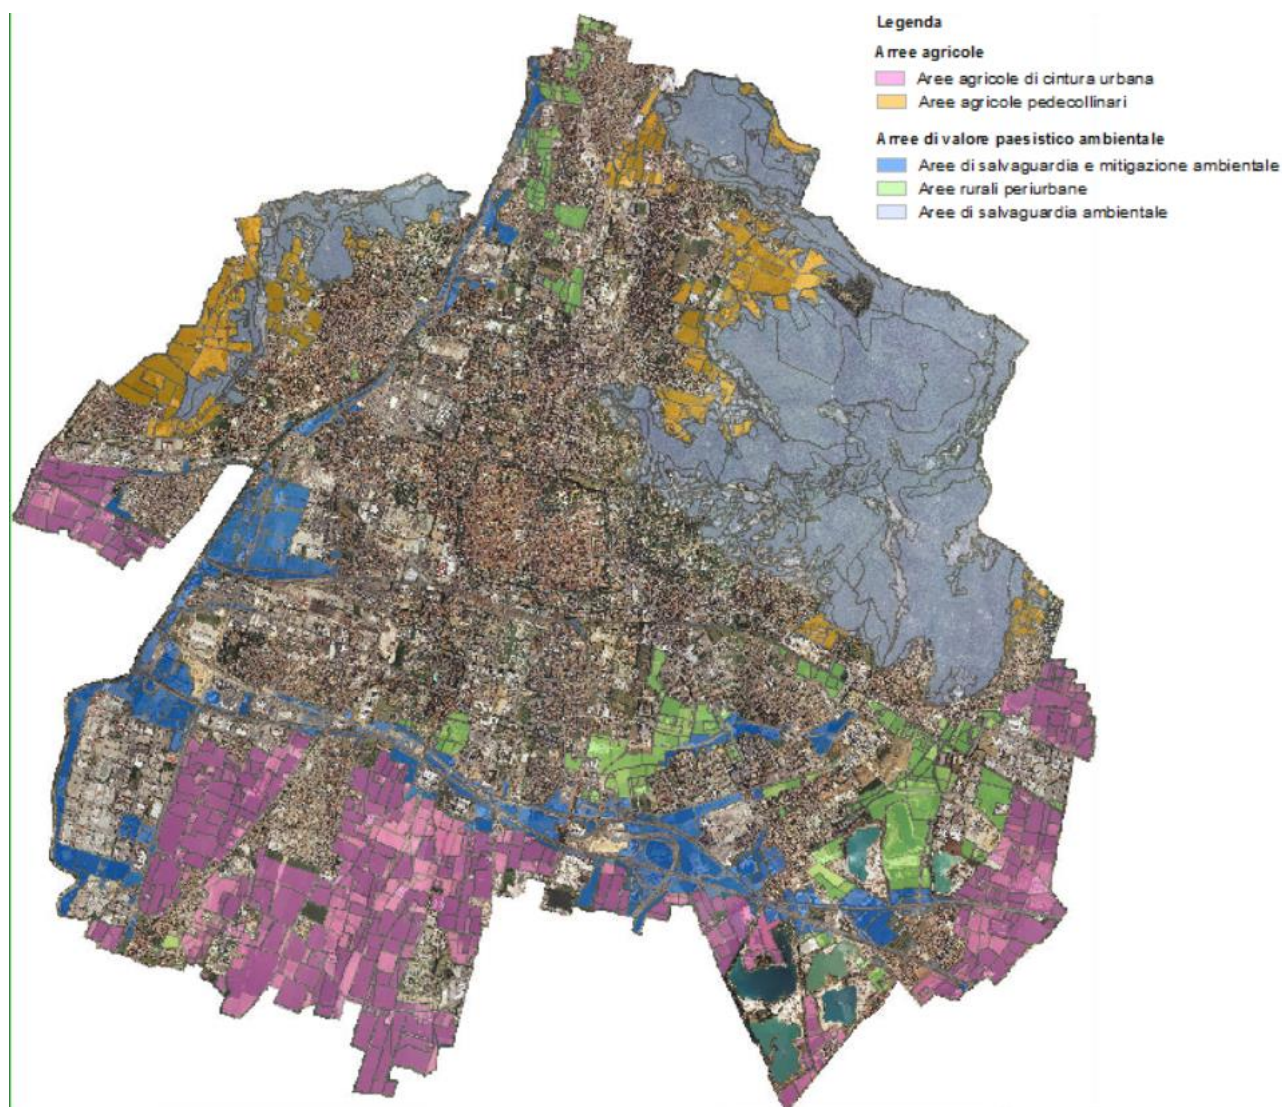 Legenda
Arree agricole
Aree agricole di cintura urbana
Aree agricole pedecollinari
Arree di valore paesistico ambientale
Aree di salvaguardia e mitigazione ambientale
Aree rurali periurbane
Aree di salvaguardia ambientale